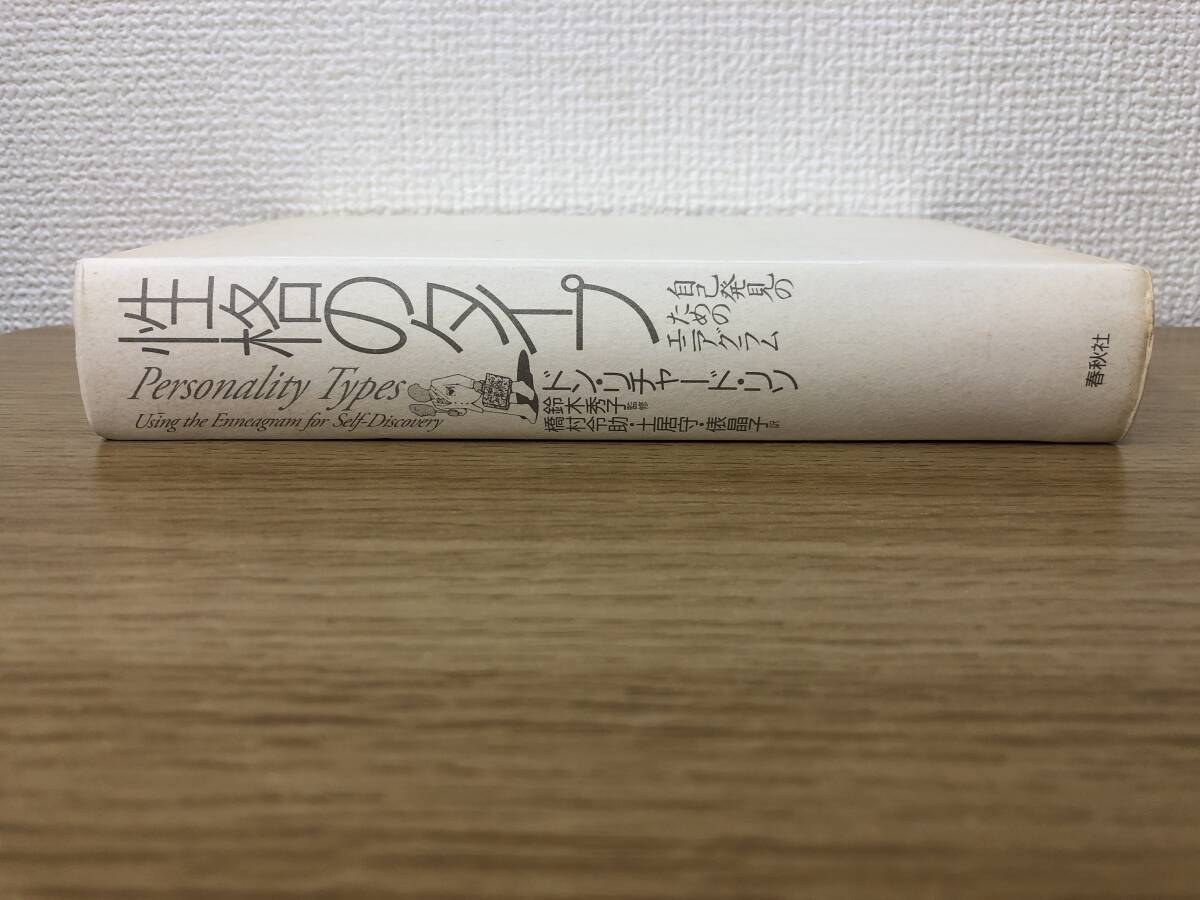 性格のタイプ
自己発見の
ための
エニアグラム
Personality Types
Using the Enneagram for Self-Discovery
ドン・リチャード・リソ
鈴木秀子 監修
橋村令助・土居守・俵晶子 訳
春秋社